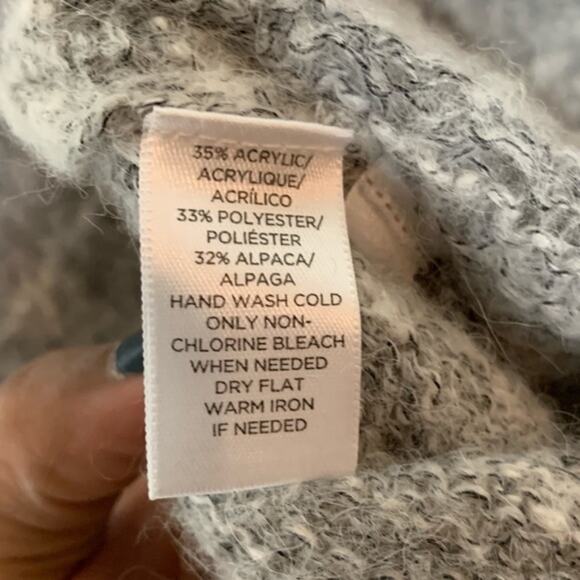 35% ACRYLIC/
ACRYLIQUE/
ACRÍLICO
33% POLYESTER/
POLIÉSTER
32% ALPACA/
ALPAGA
HAND WASH COLD
ONLY NON-
CHLORINE BLEACH
WHEN NEEDED
DRY FLAT
WARM IRON
IF NEEDED